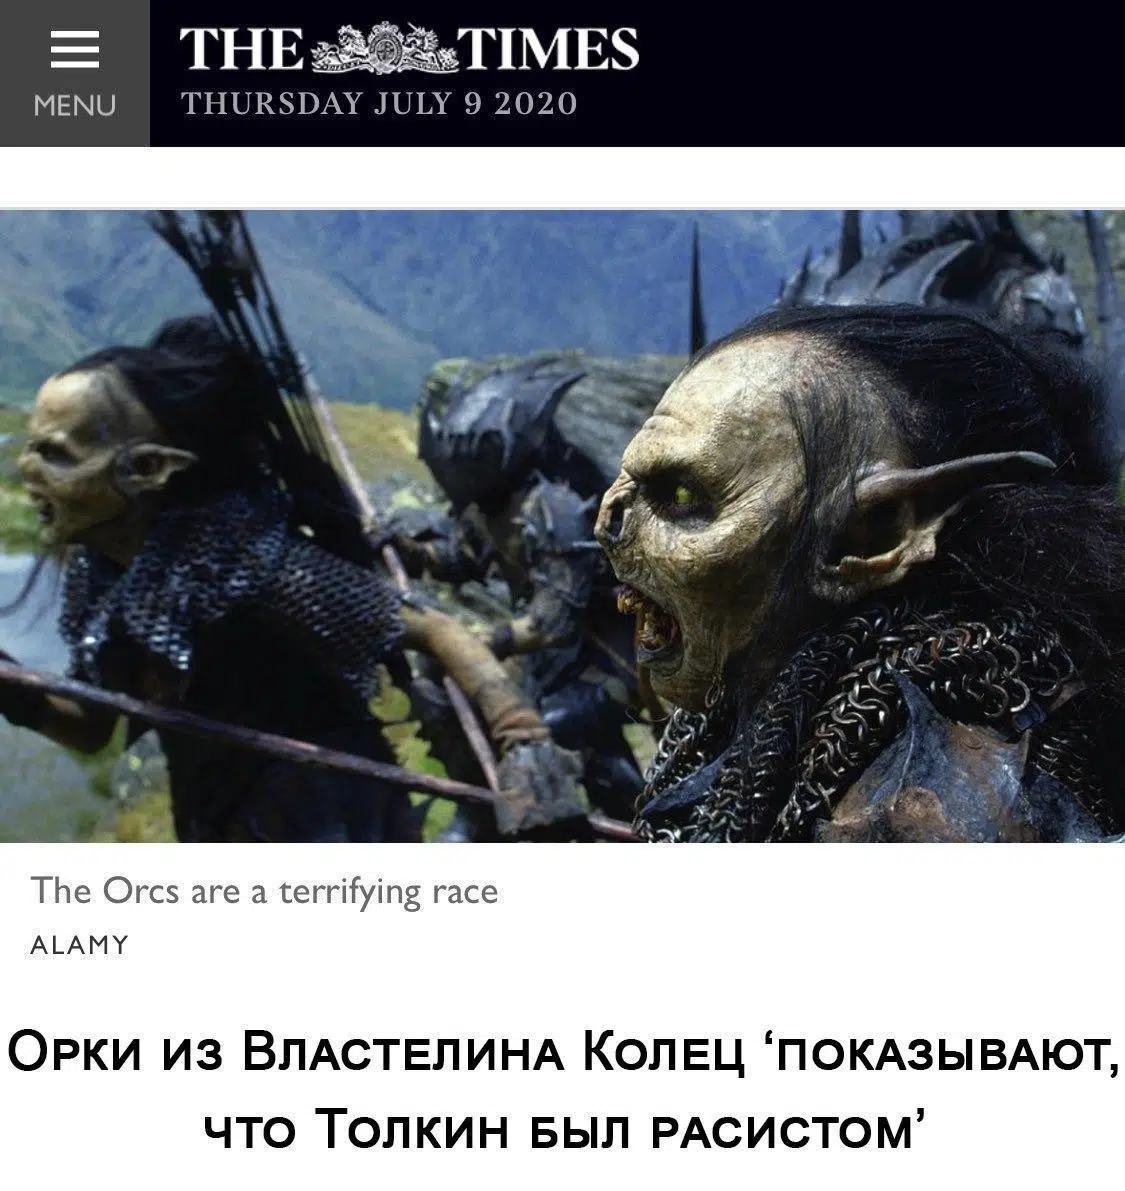 THE TIMES
MENU
THURSDAY JULY 9 2020
The Orcs are a terrifying race
ALAMY
Орки из Властелина Колец ‘показывают,
что Толкин был расистом’